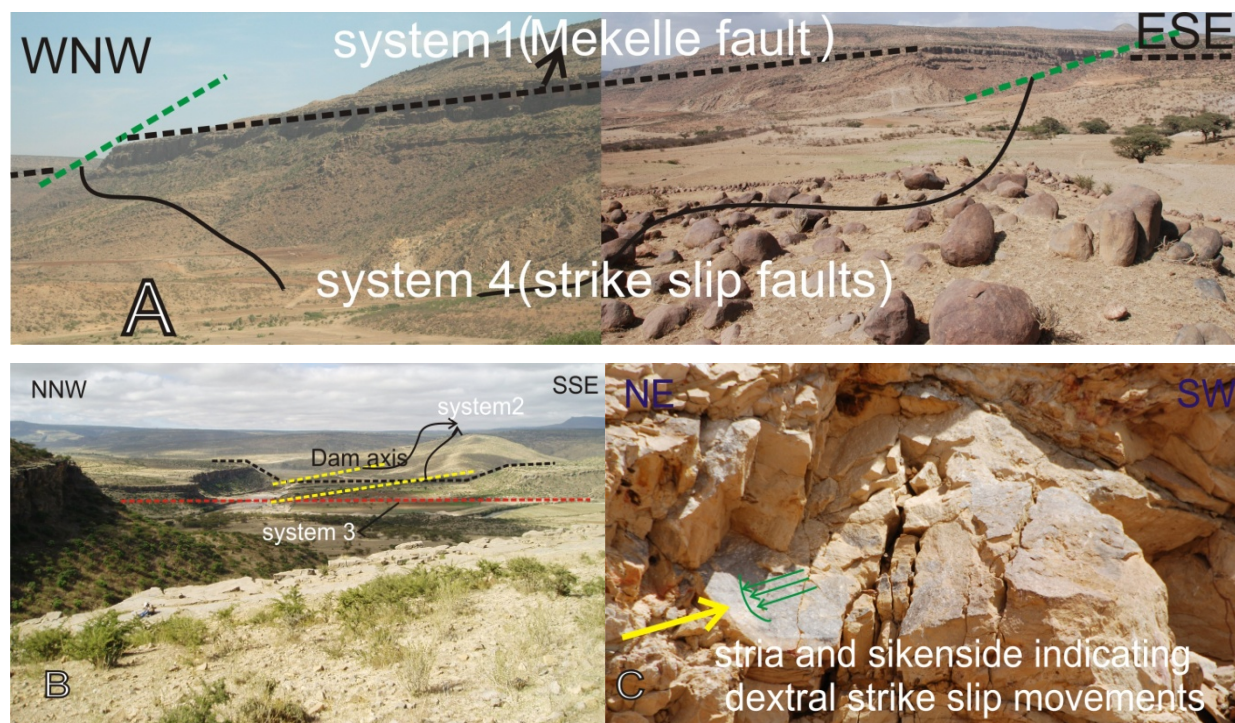 WNW
system1(Mekelle fault)
ESE
system 4(strike slip faults)
A
NNW
SSE
system2
Dam axis
system 3
B
NE
SW
stria and sikenside indicating
dextral strike slip movements
C